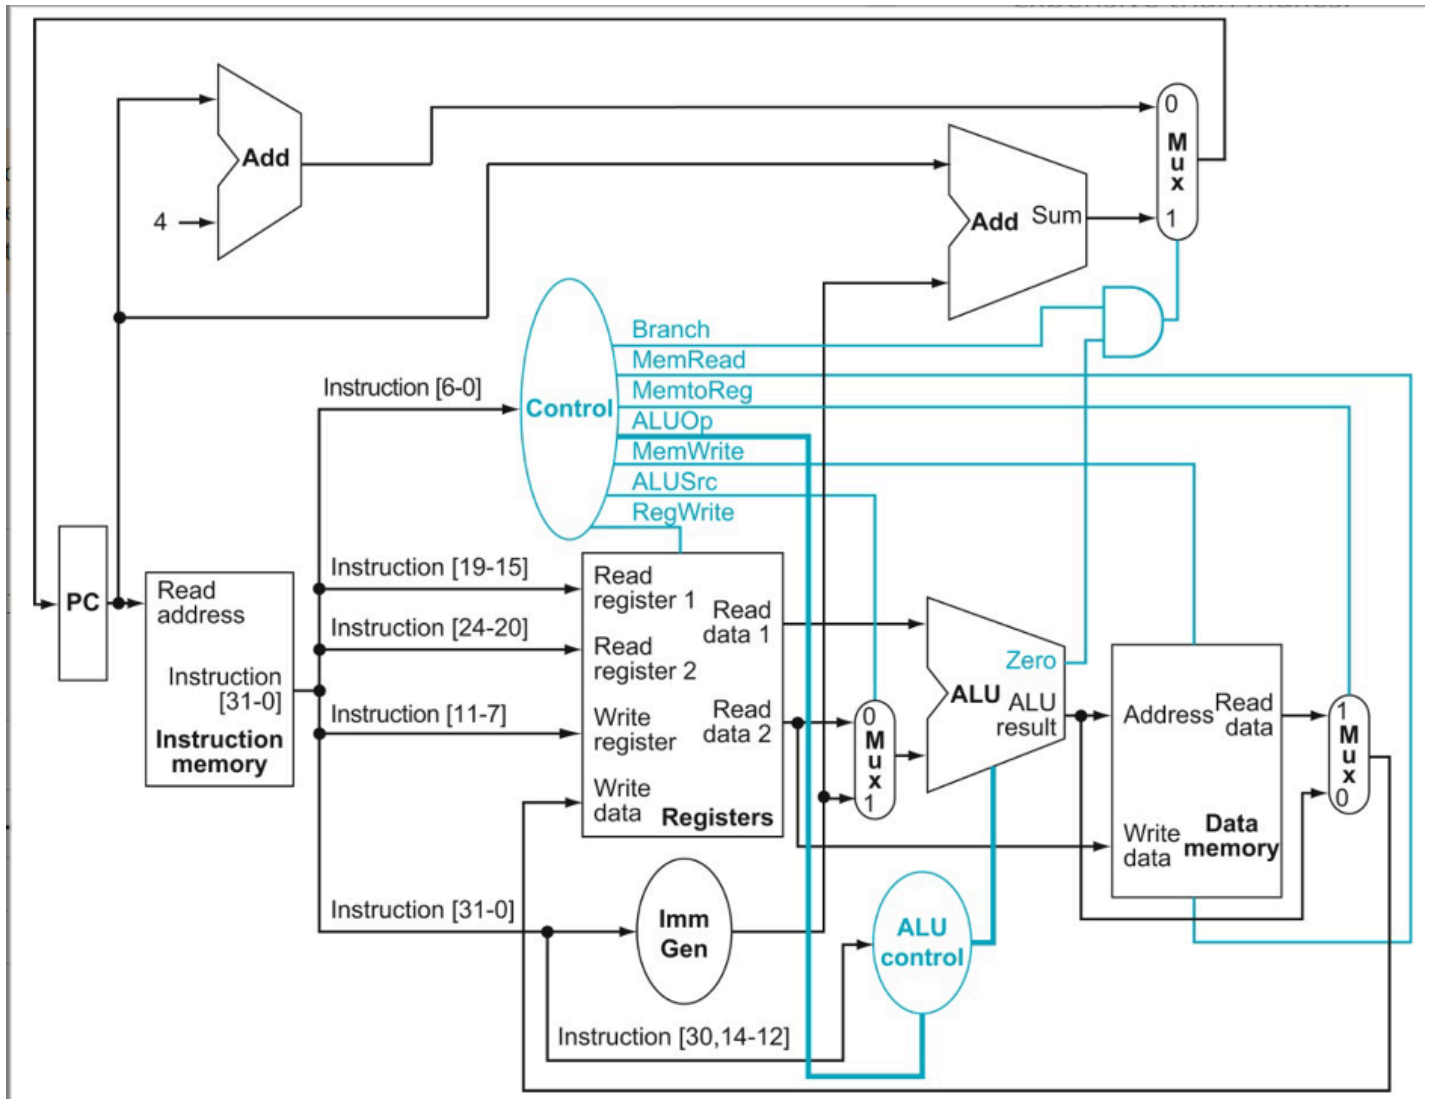 0
M
u
x
1
Add
4
Add
Sum
Branch
MemRead
MemtoReg
ALUOp
MemWrite
ALUSrc
RegWrite
Instruction [6-0]
Control
PC
Read
address
Instruction
[31-0]
Instruction
memory
Instruction [19-15]
Instruction [24-20]
Instruction [11-7]
Instruction [31-0]
Read
register 1
Read
register 2
Write
register
Write
data
Read
data 1
Read
data 2
Registers
0
M
u
x
1
Zero
ALU
ALU
result
Address
Read
data
Write
data
Data
memory
1
M
u
x
0
Imm
Gen
ALU
control
Instruction [30,14-12]